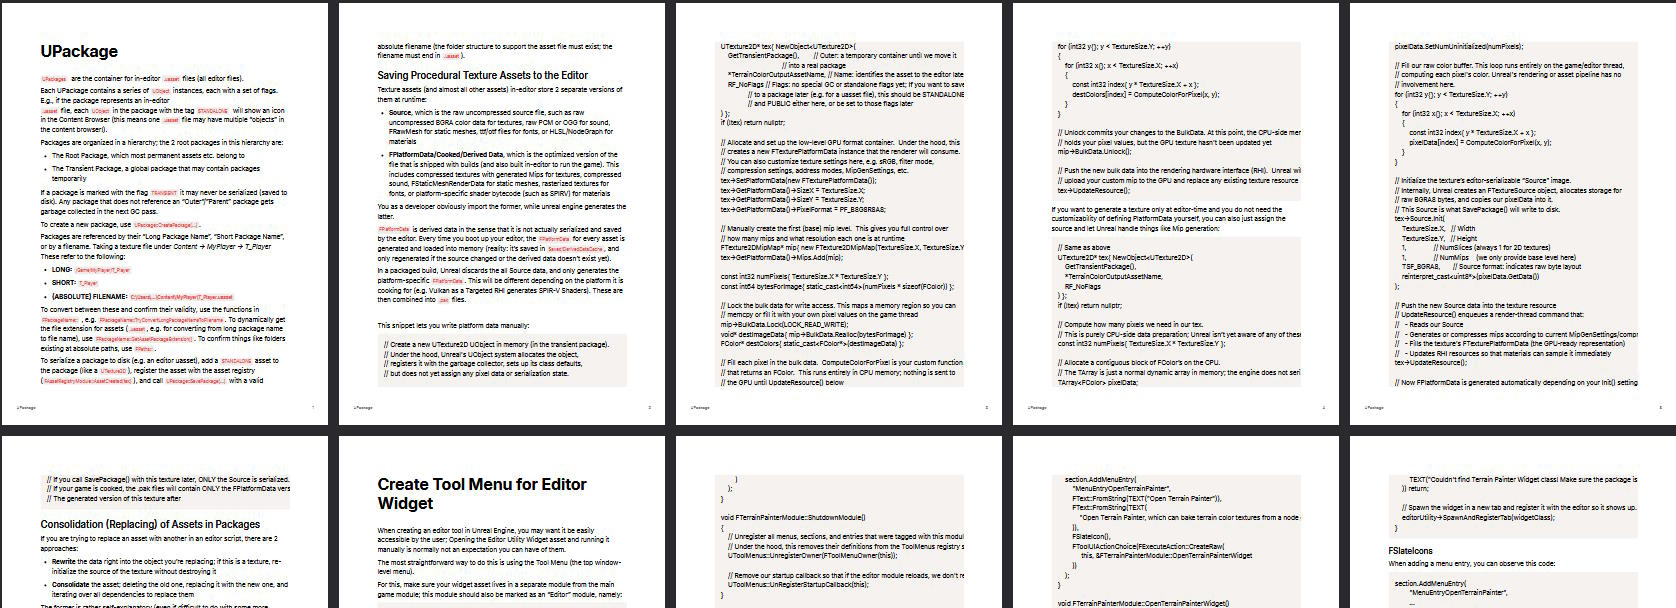 UPackage
UPackages are the container for in-editor .uasset files (all editor files).
Each UPackage contains a series of UObject instances, each with a set of flags.
E.g., if the package represents an in-editor
.uasset file, each UObject in the package with the tag STANDALONE will show an icon
in the Content Browser (this means one .uasset file may have multiple "objects" in
the content browser).
Packages are organized in a hierarchy; the 2 root packages in this hierarchy are:
• The Root Package, which most permanent assets etc. belong to
• The Transient Package, a global package that may contain packages
temporarily
If a package is marked with the flag TRANSIENT it may never be serialized (saved to
disk). Any package that does not reference an "Outer"/"Parent" package gets
garbage collected in the next GC pass.
To create a new package, use UPackage::CreatePackage(...).
Packages are referenced by their "Long Package Name", "Short Package Name",
or by a filename. Taking a texture file under Content → MyPlayer → T_Player
These refer to the following:
• LONG: /Game/MyPlayer/T_Player
• SHORT: T_Player
• (ABSOLUTE) FILENAME: C:/Users/.../Content/MyPlayer/T_Player.uasset
To convert between these and confirm their validity, use the functions in
FPackageName::, e.g. FPackageName::TryConvertLongPackageNameToFilename. To dynamically get
the file extension for assets (.uasset, e.g. for converting from long package name
to file name), use FPackageName::GetAssetPackageExtension(). To confirm things like folders
existing at absolute paths, use FPaths::.
To serialize a package to disk (e.g. an editor uasset), add a STANDALONE asset to
the package (like a UTexture2D), register the asset with the asset registry
(FAssetRegistryModule::AssetCreated(tex)), and call UPackage::SavePackage(...) with a valid
UPackage
1
absolute filename (the folder structure to support the asset file must exist; the
filename must end in .uasset).
Saving Procedural Texture Assets to the Editor
Texture assets (and almost all other assets) in-editor store 2 separate versions of
them at runtime:
• Source, which is the raw uncompressed source file, such as raw
uncompressed BGRA color data for textures, raw PCM or OGG for sound,
FRawMesh for static meshes, ttf/otf files for fonts, or HLSL/NodeGraph for
materials
• FPlatformData/Cooked/Derived Data, which is the optimized version of the
file that is shipped with builds (and also built in-editor to run the game). This
includes compressed textures with generated Mips for textures, compressed
sound, FStaticMeshRenderData for static meshes, rasterized textures for
fonts, or platform-specific shader bytecode (such as SPIRV) for materials
You as a developer obviously import the former, while unreal engine generates the
latter.
FPlatformData is derived data in the sense that it is not actually serialized and saved
by the editor. Every time you boot up your editor, the FPlatformData for every asset is
generated and loaded into memory (reality: it's saved in Saved/DerivedDataCache, and
only regenerated if the source changed or the derived data doesn't exist yet).
In a packaged build, Unreal discards the all Source data, and only generates the
platform-specific FPlatformData. This will be different depending on the platform it is
cooking for (e.g. Vulkan as a Targeted RHI generates SPIR-V Shaders). These are
then combined into .pak files.
This snippet lets you write platform data manually:
// Create a new UTexture2D UObject in memory (in the transient package).
// Under the hood, Unreal's UObject system allocates the object,
// registers it with the garbage collector, sets up its class defaults,
// but does not yet assign any pixel data or serialization state.
UPackage
2
UTexture2D* tex{ NewObject<UTexture2D>(
GetTransientPackage(), // Outer: a temporary container until we move it
// into a real package
*TerrainColorOutputAssetName, // Name: identifies the asset to the editor late
RF_NoFlags // Flags: no special GC or standalone flags yet; if you want to save
// to a package later (e.g. for a uasset file), this should be STANDALONE
// and PUBLIC either here, or be set to those flags later
) };
if (!tex) return nullptr;
// Allocate and set up the low-level GPU format container. Under the hood, this
// creates a new FTexturePlatformData instance that the renderer will consume.
// You can also customize texture settings here, e.g. sRGB, filter mode,
// compression settings, address modes, MipGenSettings, etc.
tex->SetPlatformData(new FTexturePlatformData());
tex->GetPlatformData()->SizeX = TextureSize.X;
tex->GetPlatformData()->SizeY = TextureSize.Y;
tex->GetPlatformData()->PixelFormat = PF_B8G8R8A8;
// Manually create the first (base) mip level. This gives you full control over
// how many mips and what resolution each one is at runtime
FTexture2DMipMap* mip{ new FTexture2DMipMap(TextureSize.X, TextureSize.Y
tex->GetPlatformData()->Mips.Add(mip);
const int32 numPixels{ TextureSize.X * TextureSize.Y };
const int64 bytesForImage{ static_cast<int64>(numPixels * sizeof(FColor)) };
// Lock the bulk data for write access. This maps a memory region so you can
// memcpy or fill it with your own pixel values on the game thread
mip->BulkData.Lock(LOCK_READ_WRITE);
void* destImageData{ mip->BulkData.Realloc(bytesForImage) };
FColor* destColors{ static_cast<FColor*>(destImageData) };
// Fill each pixel in the bulk data. ComputeColorForPixel is your custom function
// that returns an FColor. This runs entirely in CPU memory; nothing is sent to
// the GPU until UpdateResource() below
UPackage
3
for (int32 y{}; y < TextureSize.Y; ++y)
{
for (int32 x{}; x < TextureSize.X; ++x)
{
const int32 index{ y * TextureSize.X + x };
destColors[index] = ComputeColorForPixel(x, y);
}
}
// Unlock commits your changes to the BulkData. At this point, the CPU-side mer
// holds your pixel values, but the GPU texture hasn't been updated yet
mip->BulkData.Unlock();
// Push the new bulk data into the rendering hardware interface (RHI). Unreal wi
// upload your custom mip to the GPU and replace any existing texture resource
tex->UpdateResource();
If you want to generate a texture only at editor-time and you do not need the
customizability of defining PlatformData yourself, you can also just assign the
source and let Unreal handle things like Mip generation:
// Same as above
UTexture2D* tex{ NewObject<UTexture2D>(
GetTransientPackage(),
*TerrainColorOutputAssetName,
RF_NoFlags
) };
if (!tex) return nullptr;
// Compute how many pixels we need in our tex.
// This is purely CPU-side data preparation; Unreal isn't yet aware of any of these
const int32 numPixels{ TextureSize.X * TextureSize.Y };
// Allocate a contiguous block of FColor's on the CPU.
// The TArray is just a normal dynamic array in memory; the engine does not seri
TArray<FColor> pixelData;
UPackage
4
pixelData.SetNumUninitialized(numPixels);
// Fill our raw color buffer. This loop runs entirely on the game/editor thread,
// computing each pixel's color. Unreal's rendering or asset pipeline has no
// involvement here.
for (int32 y{}; y < TextureSize.Y; ++y)
{
for (int32 x{}; x < TextureSize.X; ++x)
{
const int32 index{ y * TextureSize.X + x };
pixelData[index] = ComputeColorForPixel(x, y);
}
}
// Initialize the texture's editor-serializable "Source" image.
// Internally, Unreal creates an FTextureSource object, allocates storage for
// raw BGRA8 bytes, and copies our pixelData into it.
// This Source is what SavePackage() will write to disk.
tex->Source.Init(
TextureSize.X, // Width
TextureSize.Y, // Height
1, // NumSlices (always 1 for 2D textures)
1, // NumMips (we only provide base level here)
TSF_BGRA8, // Source format: indicates raw byte layout
reinterpret_cast<uint8*>(pixelData.GetData())
);
// Push the new Source data into the texture resource
// UpdateResource() enqueues a render-thread command that:
// - Reads our Source
// - Generates or compresses mips according to current MipGenSettings/compr
// - Fills the texture's FTexturePlatformData (the GPU-ready representation)
// - Updates RHI resources so that materials can sample it immediately
tex->UpdateResource();
// Now FPlatformData is generated automatically depending on your Init() setting
UPackage
5
// If you call SavePackage() with this texture later, ONLY the Source is serialized.
// If your game is cooked, the .pak files will contain ONLY the FPlatformData vers
// The generated version of this texture after
Consolidation (Replacing) of Assets in Packages
If you are trying to replace an asset with another in an editor script, there are 2
approaches:
• Rewrite the data right into the object you're replacing; if this is a texture, re-
initialize the source of the texture without destroying it
• Consolidate the asset; deleting the old one, replacing it with the new one, and
iterating over all dependencies to replace them
The former is rather self-explanatory (even if difficult to do with some more
Create Tool Menu for Editor
Widget
When creating an editor tool in Unreal Engine, you may want it be easily
accessible by the user; Opening the Editor Utility Widget asset and running it
manually is normally not an expectation you can have of them.
The most straightforward way to do this is using the Tool Menu (the top window-
level menu).
For this, make sure your widget asset lives in a separate module from the main
game module; this module should also be marked as an "Editor" module, namely:
)
);
}
void FTerrainPainterModule::ShutdownModule()
{
// Unregister all menus, sections, and entries that were tagged with this modul
// Under the hood, this removes their definitions from the ToolMenus registry s
UToolMenus::UnregisterOwner(FToolMenuOwner(this));
// Remove our startup callback so that if the editor module reloads, we don't re
UToolMenus::UnRegisterStartupCallback(this);
}
section.AddMenuEntry(
"MenuEntryOpenTerrainPainter",
FText::FromString(TEXT("Open Terrain Painter")),
FText::FromString(TEXT(
"Open Terrain Painter, which can bake terrain color textures from a node
)),
FSlateIcon(),
FToolUIActionChoice(FExecuteAction::CreateRaw(
this, &FTerrainPainterModule::OpenTerrainPainterWidget
))
);
}
void FTerrainPainterModule::OpenTerrainPainterWidget()
TEXT("Couldn't find Terrain Painter Widget class! Make sure the package is
)) return;
// Spawn the widget in a new tab and register it with the editor so it shows up.
editorUtility->SpawnAndRegisterTab(widgetClass);
}
FSlateIcons
When adding a menu entry, you can observe this code:
section.AddMenuEntry(
"MenuEntryOpenTerrainPainter",
...